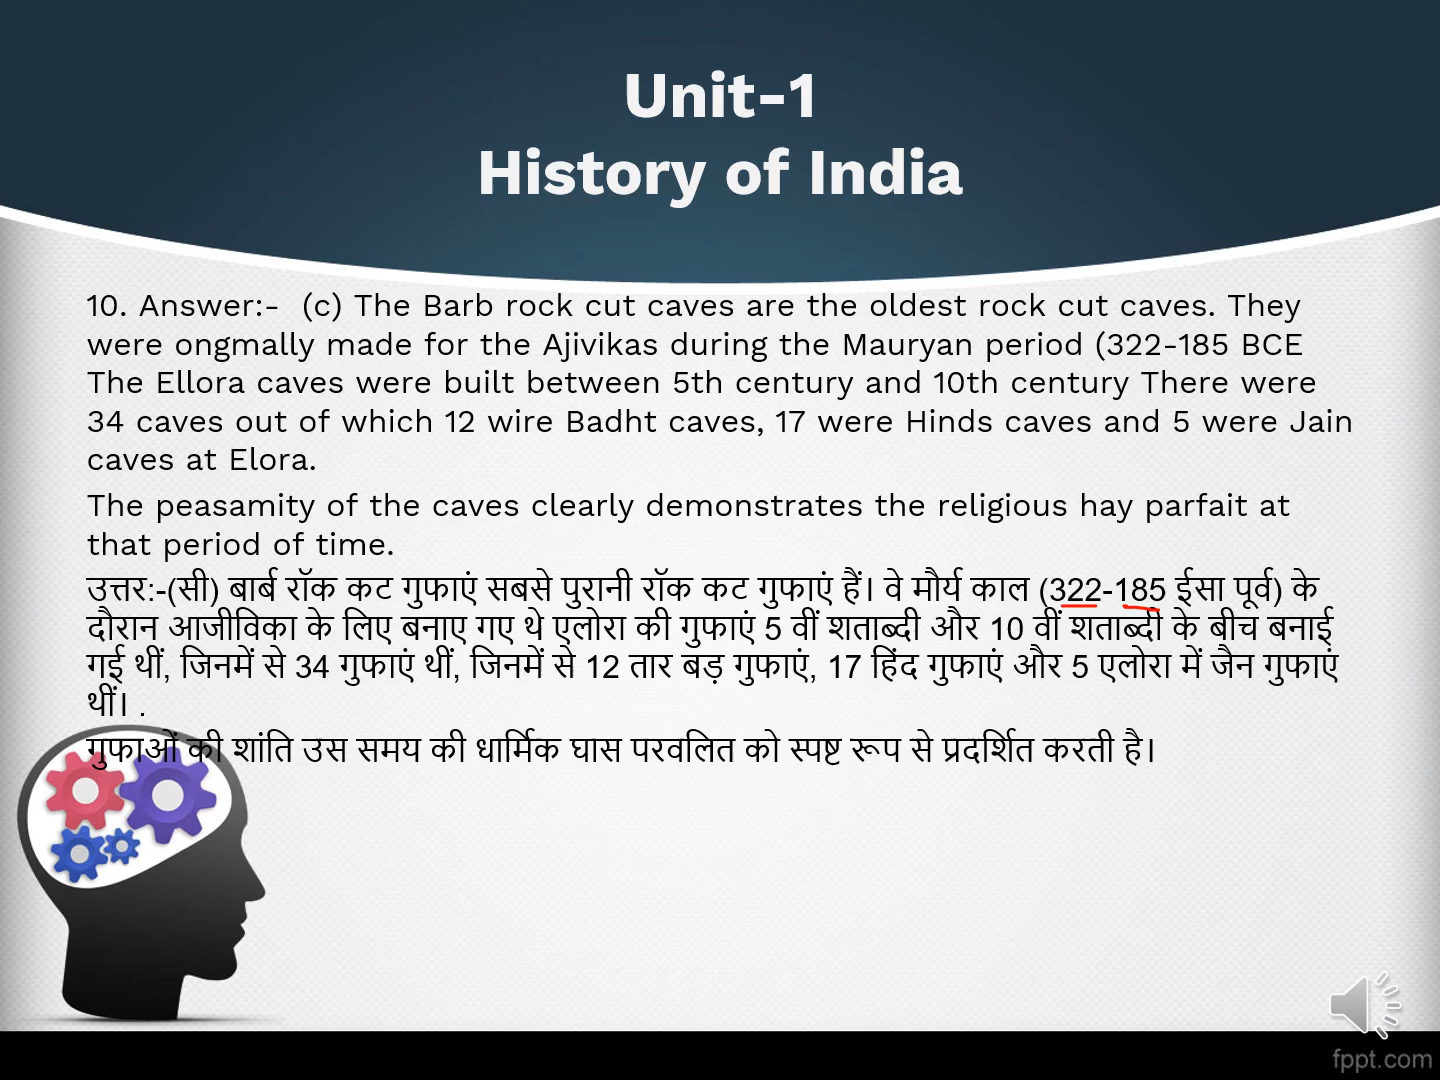 Unit-1
History of India
10. Answer:- (c) The Barb rock cut caves are the oldest rock cut caves. They
were ongmally made for the Ajivikas during the Mauryan period (322-185 BCE
The Ellora caves were built between 5th century and 10th century There were
34 caves out of which 12 wire Badht caves, 17 were Hinds caves and 5 were Jain
caves at Elora.
The peasamity of the caves clearly demonstrates the religious hay parfait at
that period of time.
उत्तर:-(सी) बार्ब रॉक कट गुफाएं सबसे पुरानी रॉक कट गुफाएं हैं। वे मौर्य काल (322-185 ईसा पूर्व) के
दौरान आजीविका के लिए बनाए गए थे एलोरा की गुफाएं 5 वीं शताब्दी और 10 वीं शताब्दी के बीच बनाई
गई थीं, जिनमें से 34 गुफाएं थीं, जिनमें से 12 तार बड़ गुफाएं, 17 हिंद गुफाएं और 5 एलोरा में जैन गुफाएं
थीं। .
गुफाओं की शांति उस समय की धार्मिक घास परवलित को स्पष्ट रूप से प्रदर्शित करती है।
fppt.com